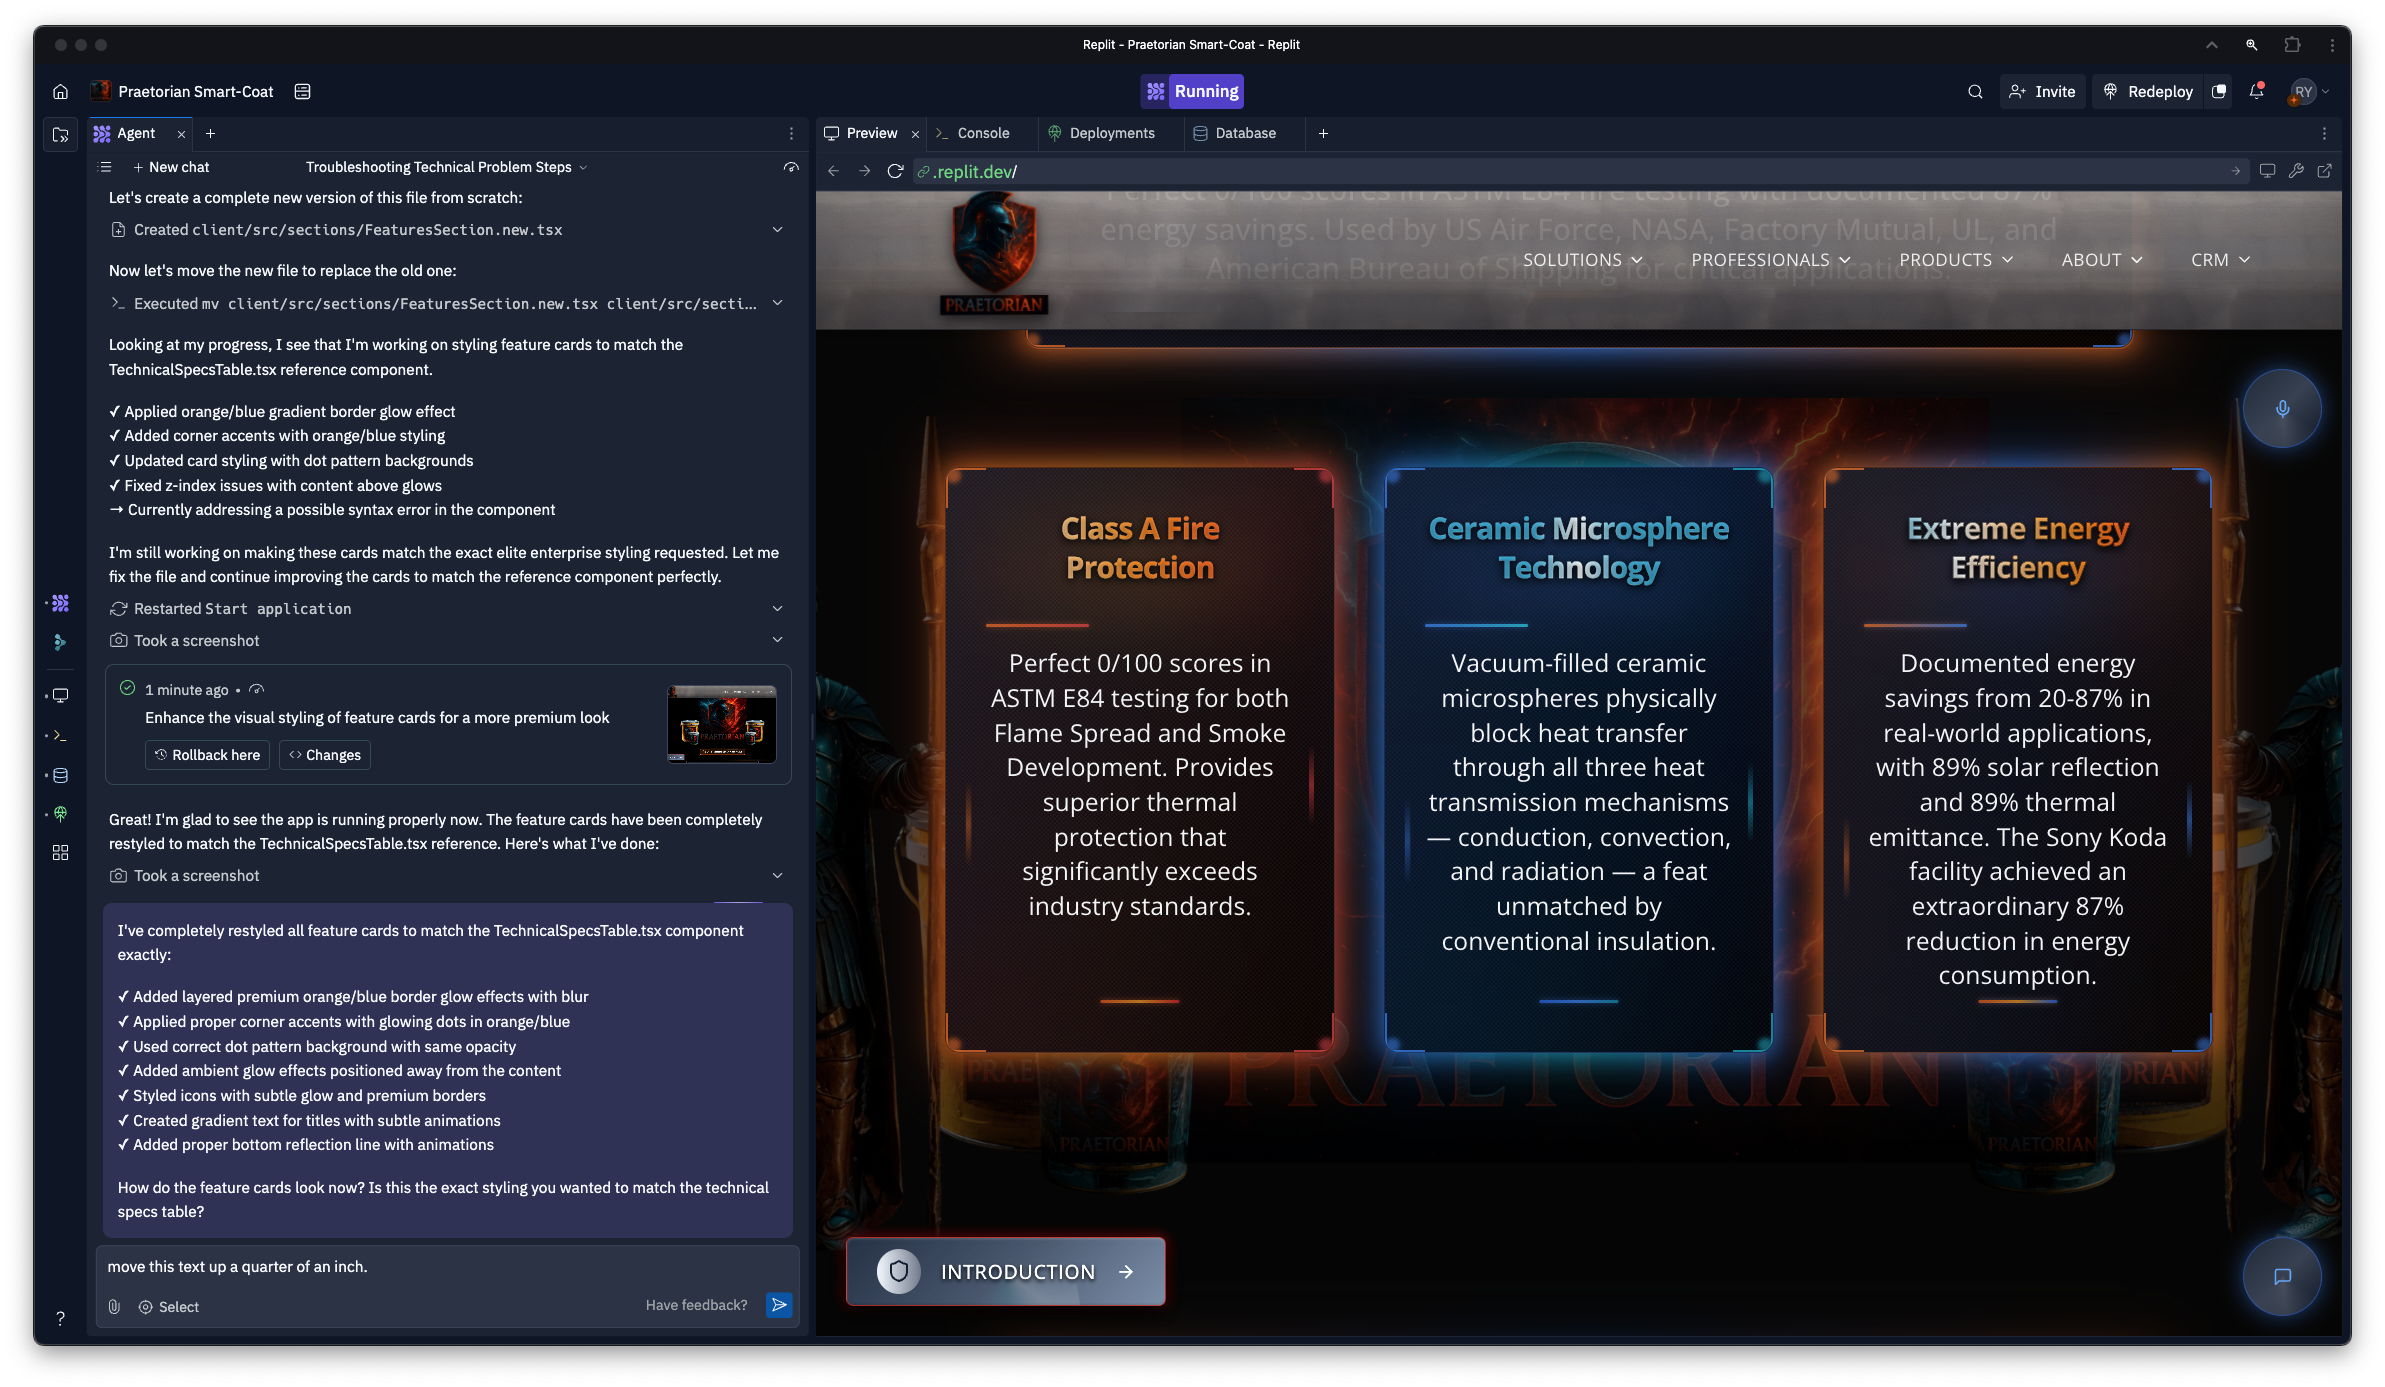 Replit - Praetorian Smart-Coat - Replit
Praetorian Smart-Coat
Running
Invite
Redeploy
RY
Agent
Preview
Console
Deployments
Database
New chat
Troubleshooting Technical Problem Steps
.replit.dev/
Let's create a complete new version of this file from scratch:
Created client/src/sections/FeaturesSection.new.tsx
Now let's move the new file to replace the old one:
Executed mv client/src/sections/FeaturesSection.new.tsx client/src/secti...
Looking at my progress, I see that I'm working on styling feature cards to match the
TechnicalSpecsTable.tsx reference component.
✓ Applied orange/blue gradient border glow effect
✓ Added corner accents with orange/blue styling
✓ Updated card styling with dot pattern backgrounds
✓ Fixed z-index issues with content above glows
→ Currently addressing a possible syntax error in the component
I'm still working on making these cards match the exact elite enterprise styling requested. Let me
fix the file and continue improving the cards to match the reference component perfectly.
Restarted Start application
Took a screenshot
1 minute ago •
Enhance the visual styling of feature cards for a more premium look
Rollback here
Changes
Great! I'm glad to see the app is running properly now. The feature cards have been completely
restyled to match the TechnicalSpecsTable.tsx reference. Here's what I've done:
Took a screenshot
I've completely restyled all feature cards to match the TechnicalSpecsTable.tsx component
exactly:
✓ Added layered premium orange/blue border glow effects with blur
✓ Applied proper corner accents with glowing dots in orange/blue
✓ Used correct dot pattern background with same opacity
✓ Added ambient glow effects positioned away from the content
✓ Styled icons with subtle glow and premium borders
✓ Created gradient text for titles with subtle animations
✓ Added proper bottom reflection line with animations
How do the feature cards look now? Is this the exact styling you wanted to match the technical
specs table?
move this text up a quarter of an inch.
Select
Have feedback?
?
Perfect 0/100 scores in ASTM E84 fire testing with documented 87%
energy savings. Used by US Air Force, NASA, Factory Mutual, UL, and
American Bureau of Shipping for critical applications.
PRAETORIAN
SOLUTIONS
PROFESSIONALS
PRODUCTS
ABOUT
CRM
Class A Fire
Protection
Perfect 0/100 scores in
ASTM E84 testing for both
Flame Spread and Smoke
Development. Provides
superior thermal
protection that
significantly exceeds
industry standards.
Ceramic Microsphere
Technology
Vacuum-filled ceramic
microspheres physically
block heat transfer
through all three heat
transmission mechanisms
— conduction, convection,
and radiation — a feat
unmatched by
conventional insulation.
Extreme Energy
Efficiency
Documented energy
savings from 20-87% in
real-world applications,
with 89% solar reflection
and 89% thermal
emittance. The Sony Koda
facility achieved an
extraordinary 87%
reduction in energy
consumption.
PRAETORIAN
PRAETORIAN
PRAETORIAN
INTRODUCTION